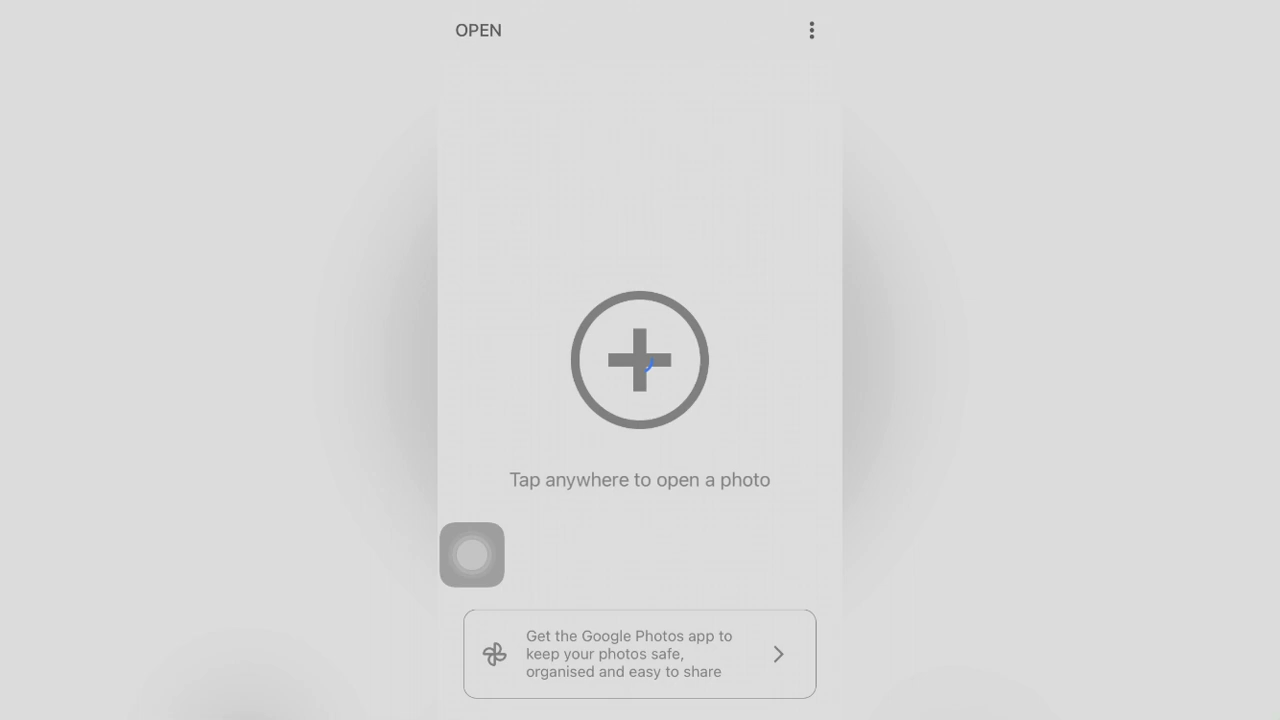 OPEN
Tap anywhere to open a photo
Get the Google Photos app to
keep your photos safe,
organised and easy to share